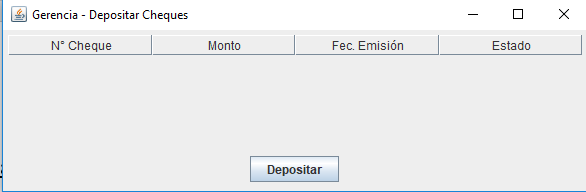 Gerencia - Depositar Cheques
N° Cheque Monto Fec. Emisión Estado
Depositar